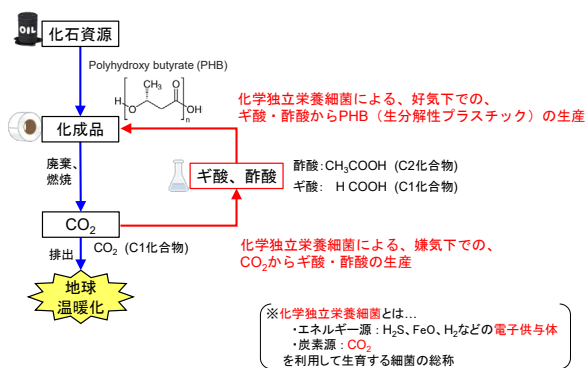 OIL
化石資源
Polyhydroxy butyrate (PHB)
CH₃
O
H
O
OH
n
化学独立栄養細菌による、好気下での、
ギ酸・酢酸からPHB（生分解性プラスチック）の生産
化成品
廃棄、
燃焼
ギ酸、酢酸
酢酸：CH₃COOH (C2化合物)
ギ酸： H COOH (C1化合物)
CO₂
CO₂ (C1化合物)
排出
化学独立栄養細菌による、嫌気下での、
CO₂からギ酸・酢酸の生産
地球
温暖化
※化学独立栄養細菌とは…
・エネルギー源：H₂S、FeO、H₂などの電子供与体
・炭素源：CO₂
を利用して生育する細菌の総称